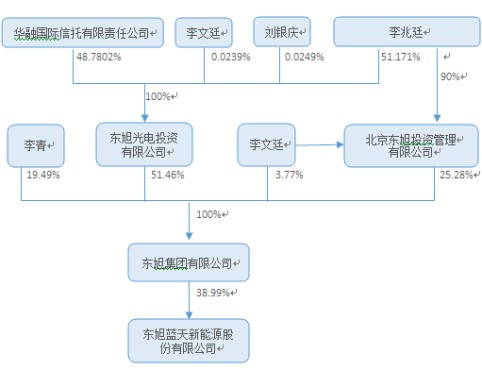 华融国际信托有限责任公司
李文廷
刘银庆
李兆廷
48.7802%
0.0239%
0.0249%
51.171%
90%
100%
李青
东旭光电投资
有限公司
李文廷
北京东旭投资管理
有限公司
19.49%
51.46%
3.77%
25.28%
100%
东旭集团有限公司
38.99%
东旭蓝天新能源股
份有限公司